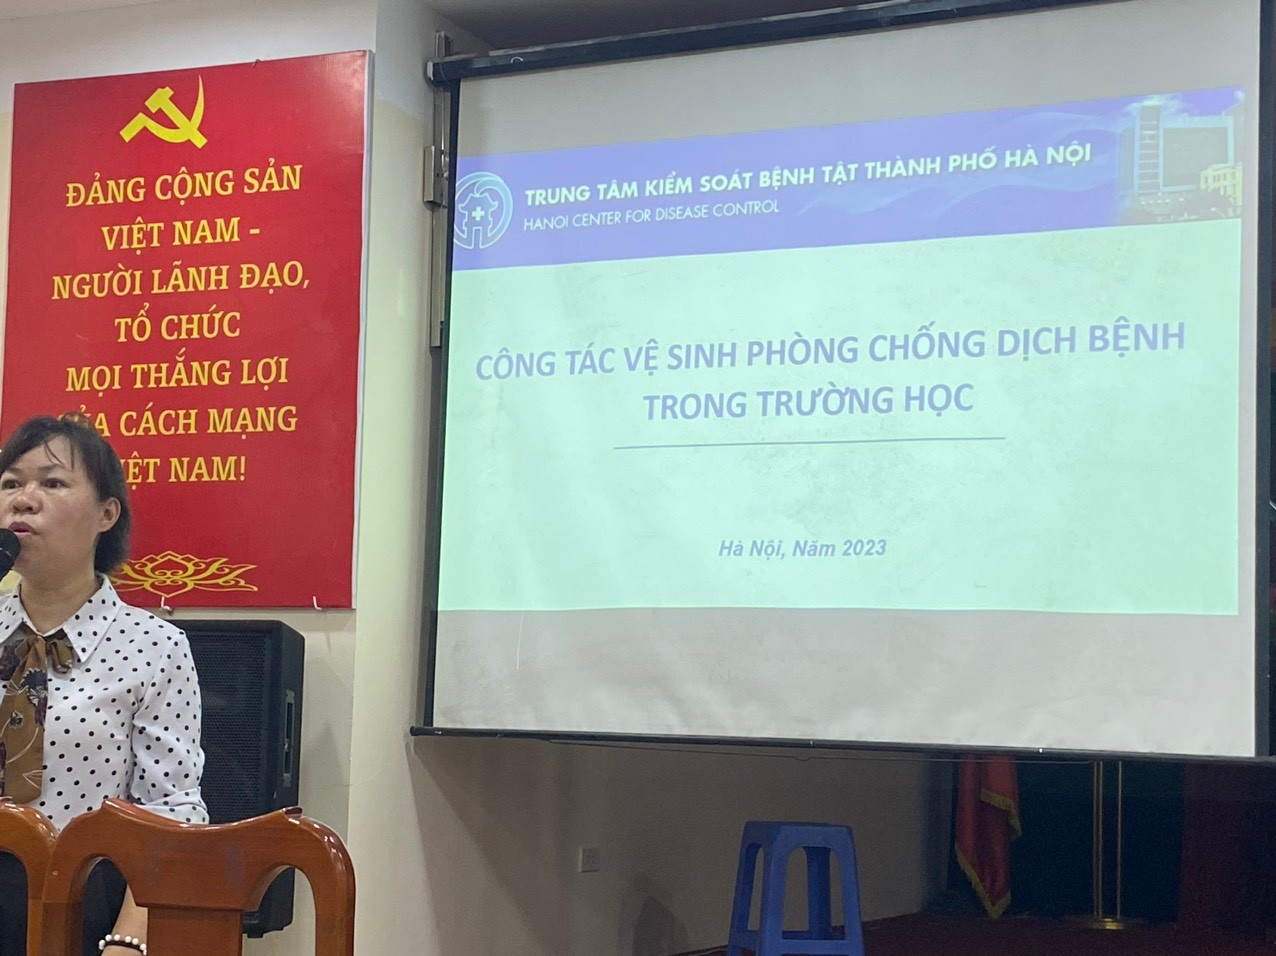 ĐẢNG CỘNG SẢN
VIỆT NAM -
NGƯỜI LÃNH ĐẠO,
TỔ CHỨC
MỌI THẮNG LỢI
CÁCH MẠNG
NAM!
TRUNG TÂM KIỂM SOÁT BỆNH TẬT THÀNH PHỐ HÀ NỘI
HANOI CENTER FOR DISEASE CONTROL
CÔNG TÁC VỆ SINH PHÒNG CHỐNG DỊCH BỆNH
TRONG TRƯỜNG HỌC
Hà Nội, Năm 2023